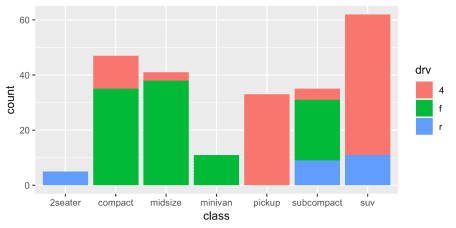 60
40
20
0
count
2seater compact midsize minivan pickup subcompact suv
class
drv
4
f
r